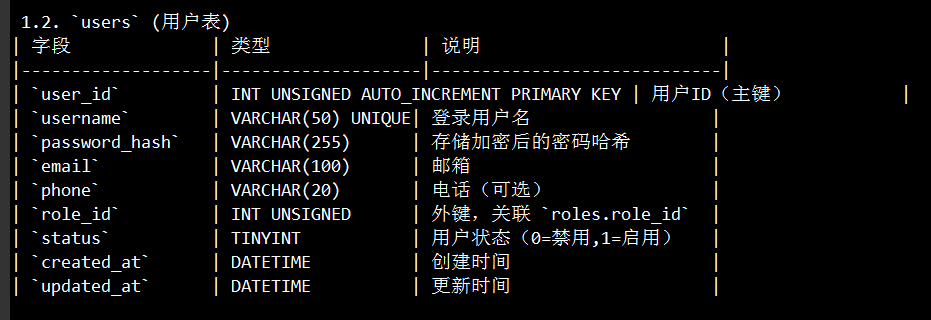 1.2. `users` (用户表)
| 字段 | 类型 | 说明 |
|-------------------|--------------------|-----------------------------|
| `user_id` | INT UNSIGNED AUTO_INCREMENT PRIMARY KEY | 用户ID（主键） |
| `username` | VARCHAR(50) UNIQUE| 登录用户名 |
| `password_hash` | VARCHAR(255) | 存储加密后的密码哈希 |
| `email` | VARCHAR(100) | 邮箱 |
| `phone` | VARCHAR(20) | 电话（可选） |
| `role_id` | INT UNSIGNED | 外键，关联 `roles.role_id` |
| `status` | TINYINT | 用户状态（0=禁用,1=启用） |
| `created_at` | DATETIME | 创建时间 |
| `updated_at` | DATETIME | 更新时间 |